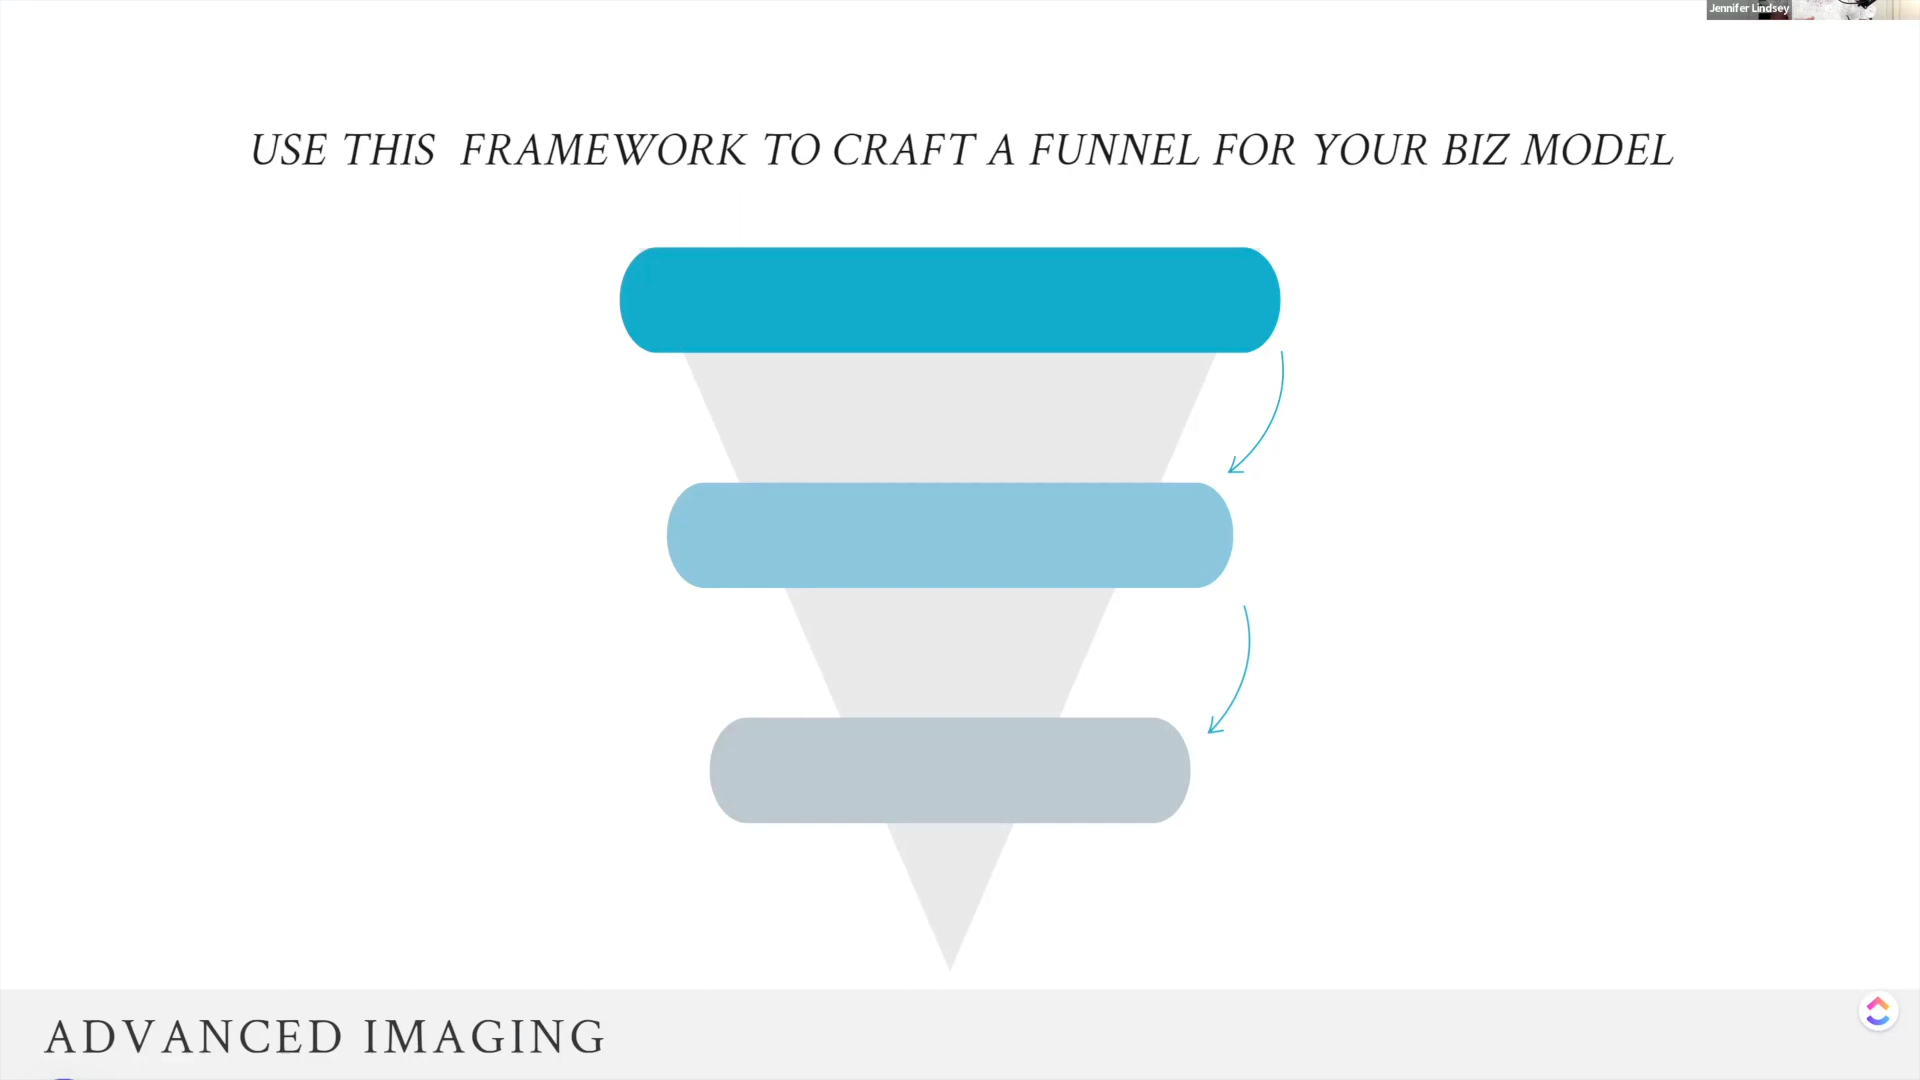 Jennifer Lindsey
USE THIS FRAMEWORK TO CRAFT A FUNNEL FOR YOUR BIZ MODEL
ADVANCED IMAGING